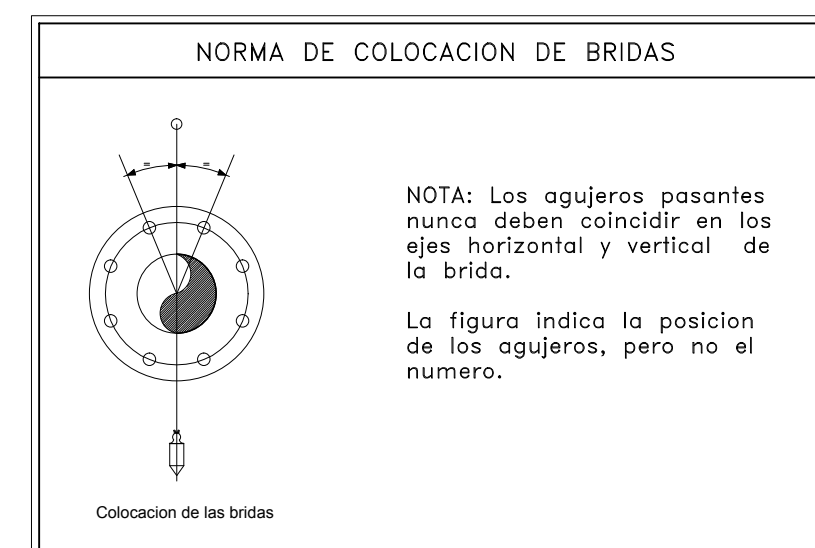 NORMA DE COLOCACION DE BRIDAS
= =
NOTA: Los agujeros pasantes
nunca deben coincidir en los
ejes horizontal y vertical de
la brida.
La figura indica la posicion
de los agujeros, pero no el
numero.
Colocacion de las bridas